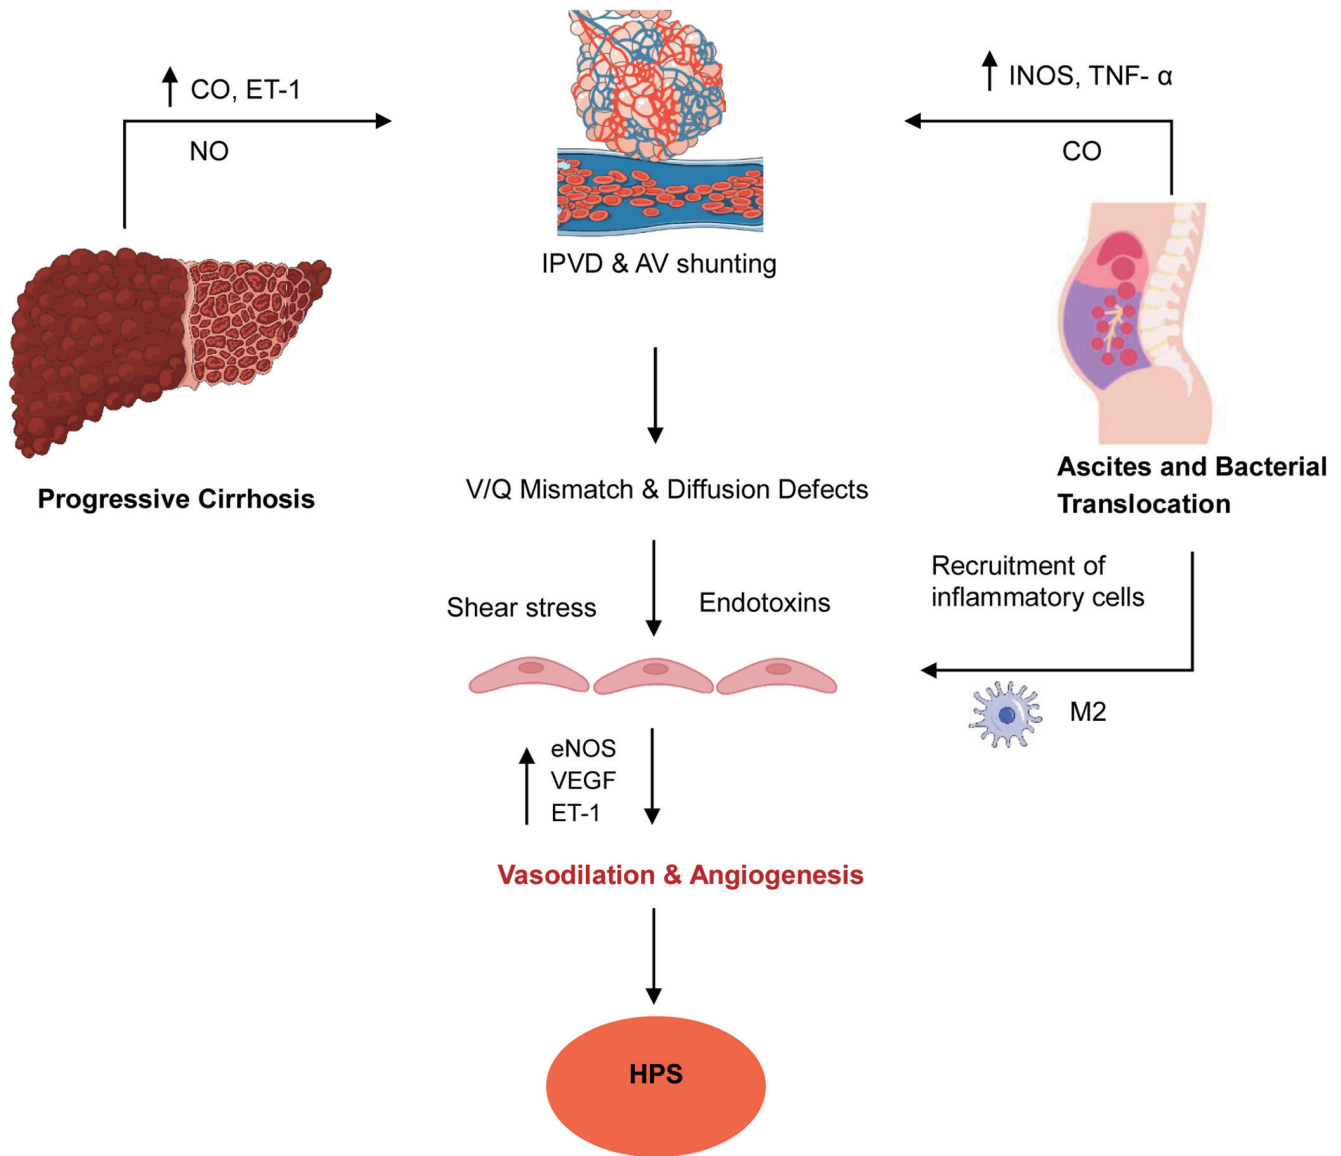 CO, ET-1
NO
INOS, TNF- α
CO
IPVD & AV shunting
Progressive Cirrhosis
V/Q Mismatch & Diffusion Defects
Ascites and Bacterial
Translocation
Shear stress
Endotoxins
Recruitment of
inflammatory cells
M2
eNOS
VEGF
ET-1
Vasodilation & Angiogenesis
HPS